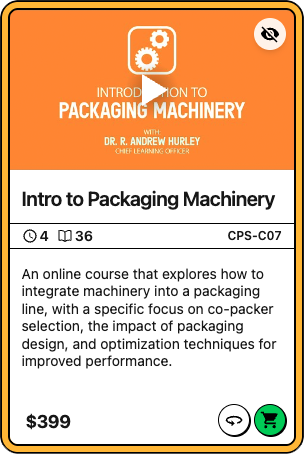 INTRODUCTION TO
PACKAGING MACHINERY
WITH
DR. R. ANDREW HURLEY
CHIEF LEARNING OFFICER
Intro to Packaging Machinery
4 36 CPS-C07
An online course that explores how to
integrate machinery into a packaging
line, with a specific focus on co-packer
selection, the impact of packaging
design, and optimization techniques for
improved performance.
$399